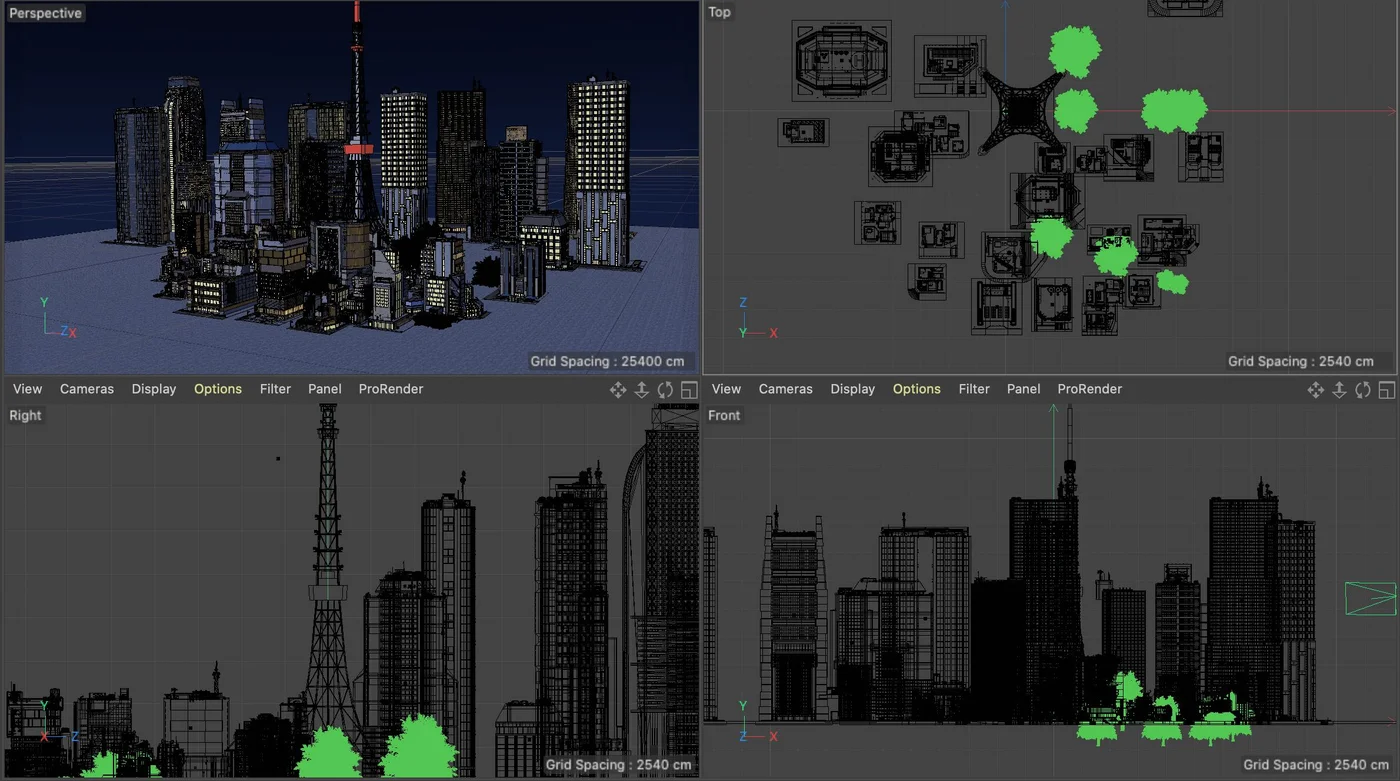 Perspective
Y
Z X
Grid Spacing : 25400 cm
Top
Z
Y X
Grid Spacing : 2540 cm
View Cameras Display Options Filter Panel ProRender
View Cameras Display Options Filter Panel ProRender
Right
Y
X Z
Grid Spacing : 2540 cm
Front
Y
Z X
Grid Spacing : 2540 cm